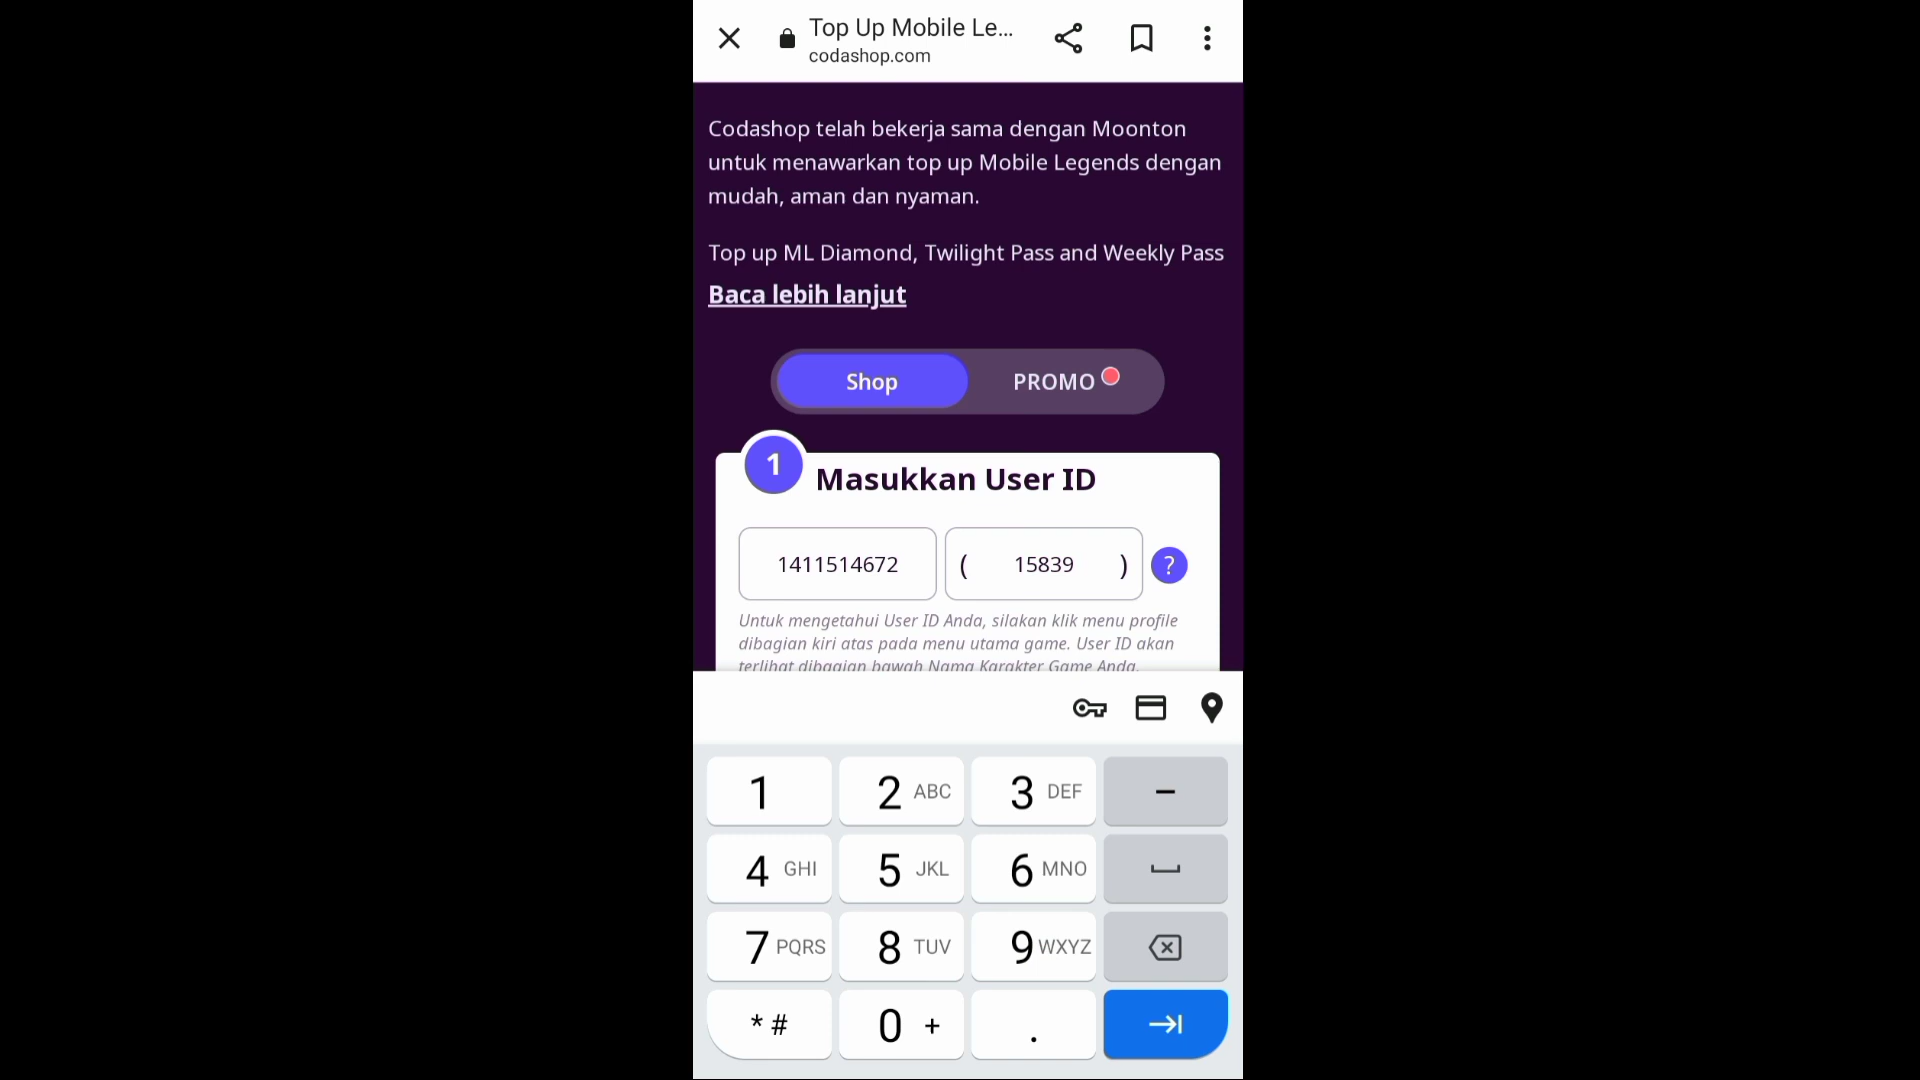 Top Up Mobile Le...
codashop.com
Codashop telah bekerja sama dengan Moonton
untuk menawarkan top up Mobile Legends dengan
mudah, aman dan nyaman.
Top up ML Diamond, Twilight Pass and Weekly Pass
Baca lebih lanjut
Shop PROMO
1 Masukkan User ID
1411514672 ( 15839 ) ?
Untuk mengetahui User ID Anda, silakan klik menu profile
dibagian kiri atas pada menu utama game. User ID akan
terlihat dibagian bawah Nama Karakter Game Anda.
1 2 ABC 3 DEF –
4 GHI 5 JKL 6 MNO
7 PQRS 8 TUV 9 WXYZ
* # 0 + .